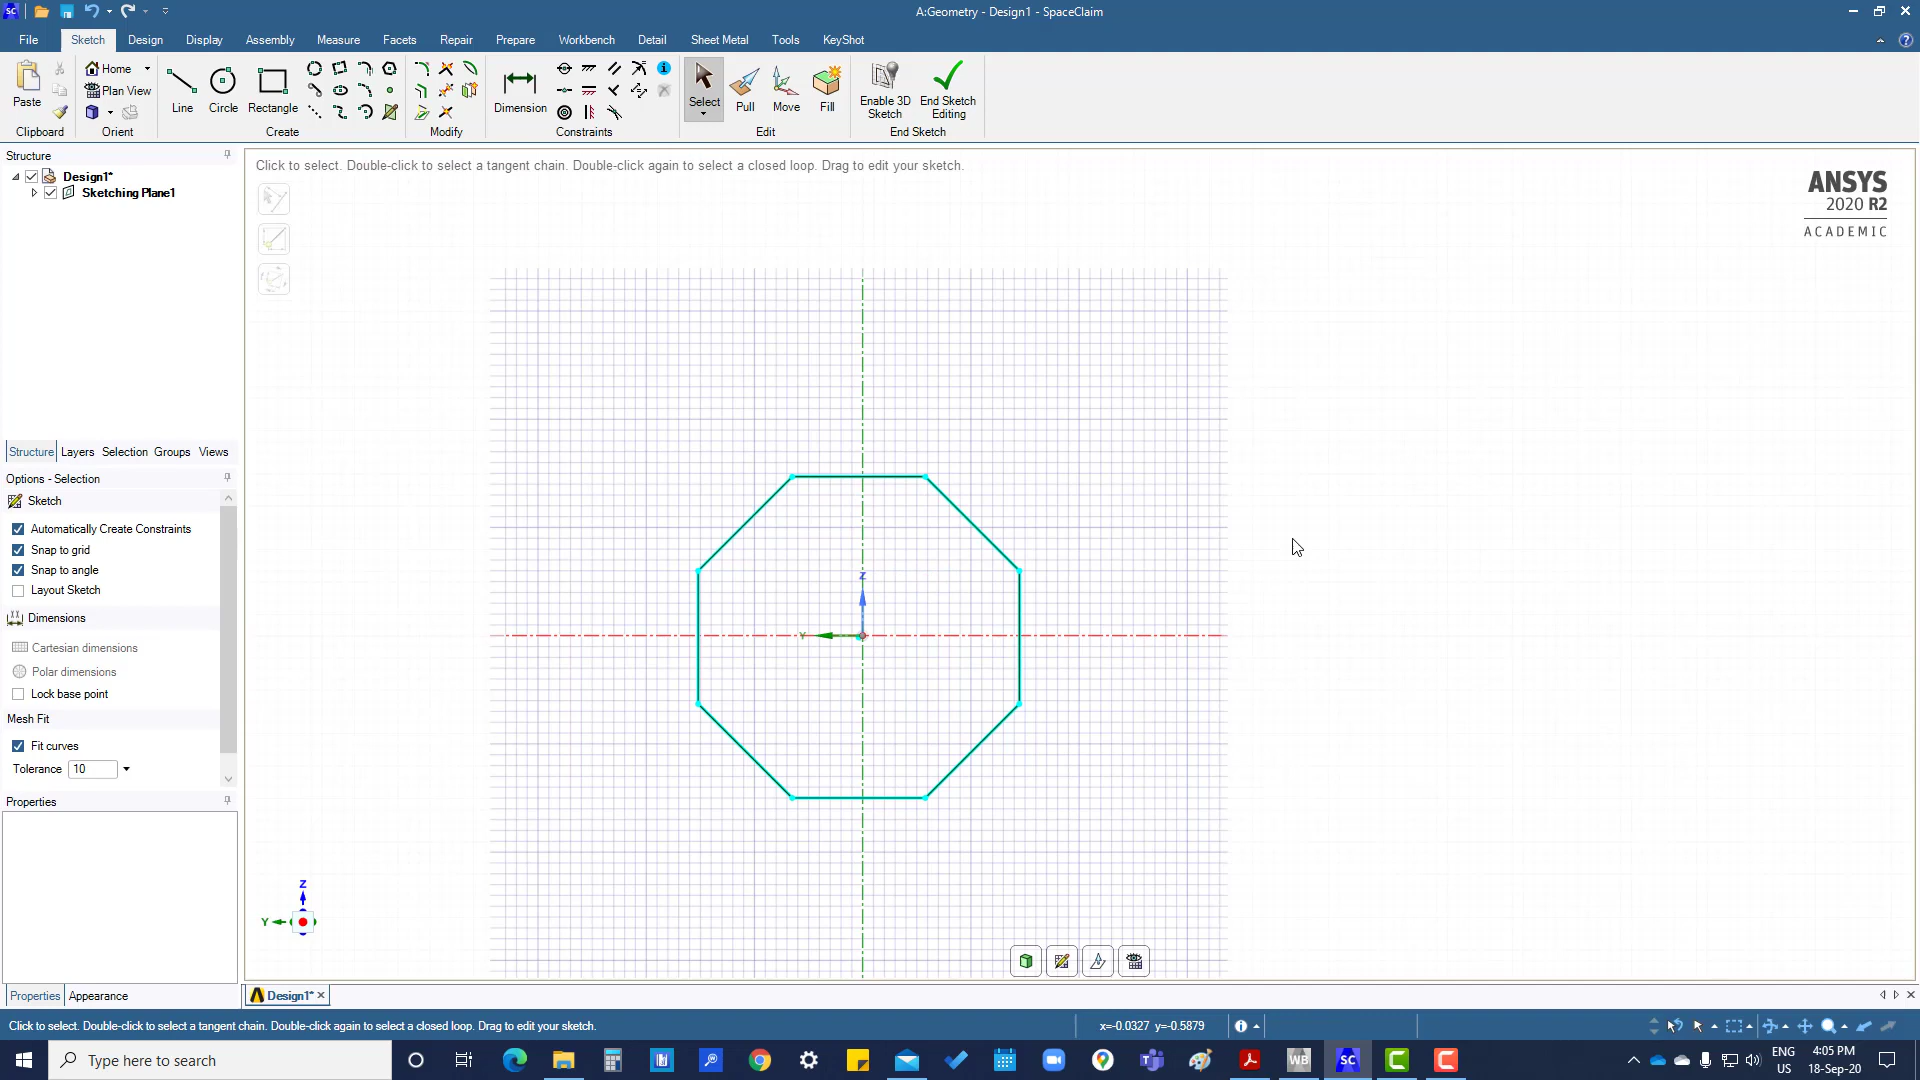 A:Geometry - Design1 - SpaceClaim
File Sketch Design Display Assembly Measure Facets Repair Prepare Workbench Detail Sheet Metal Tools KeyShot
Paste
Home
Plan View
Line
Circle
Rectangle
Dimension
Select
Pull
Move
Fill
Enable 3D Sketch
End Sketch Editing
Clipboard Orient Create Modify Constraints Edit End Sketch
Structure
Design1*
Sketching Plane1
Click to select. Double-click to select a tangent chain. Double-click again to select a closed loop. Drag to edit your sketch.
ANSYS
2020 R2
ACADEMIC
Structure Layers Selection Groups Views
Options - Selection
Sketch
Automatically Create Constraints
Snap to grid
Snap to angle
Layout Sketch
Dimensions
Cartesian dimensions
Polar dimensions
Lock base point
Mesh Fit
Fit curves
Tolerance 10
Properties
Z
Y
Z
Y
Properties Appearance
Design1*
Click to select. Double-click to select a tangent chain. Double-click again to select a closed loop. Drag to edit your sketch.
x=-0.0327 y=-0.5879
Type here to search
WB
SC
ENG
US
4:05 PM
18-Sep-20